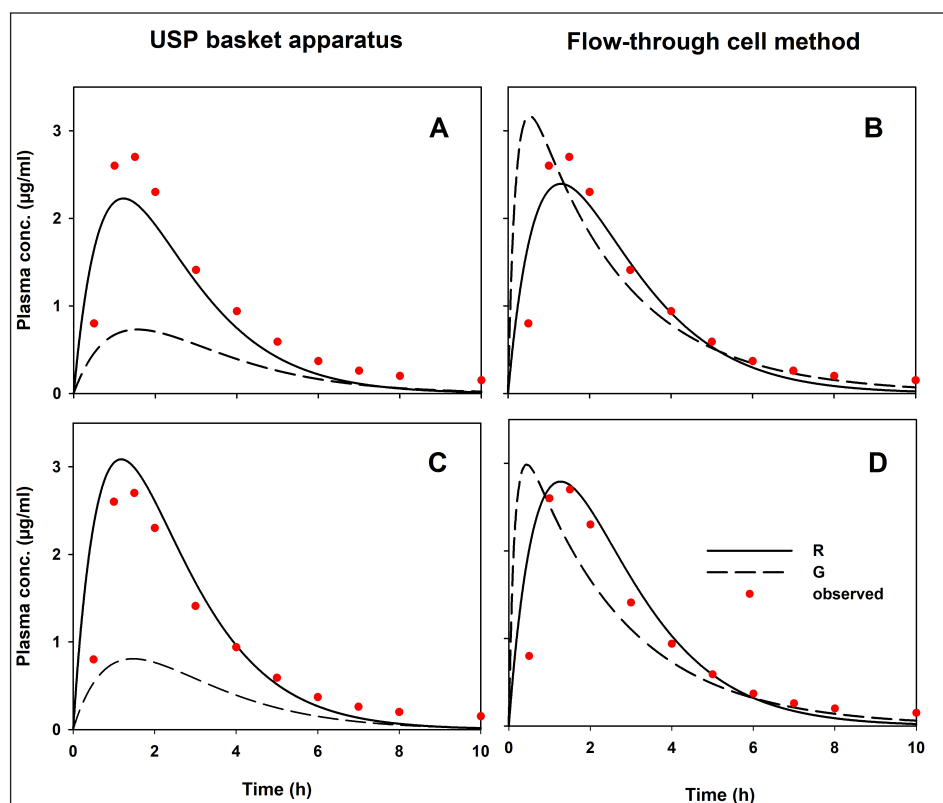 USP basket apparatus
Flow-through cell method
A
B
Plasma conc. (µg/ml)
3
2
1
0
C
D
Plasma conc. (µg/ml)
3
2
1
0
R
G
observed
0 2 4 6 8 10
0 2 4 6 8 10
Time (h)
Time (h)